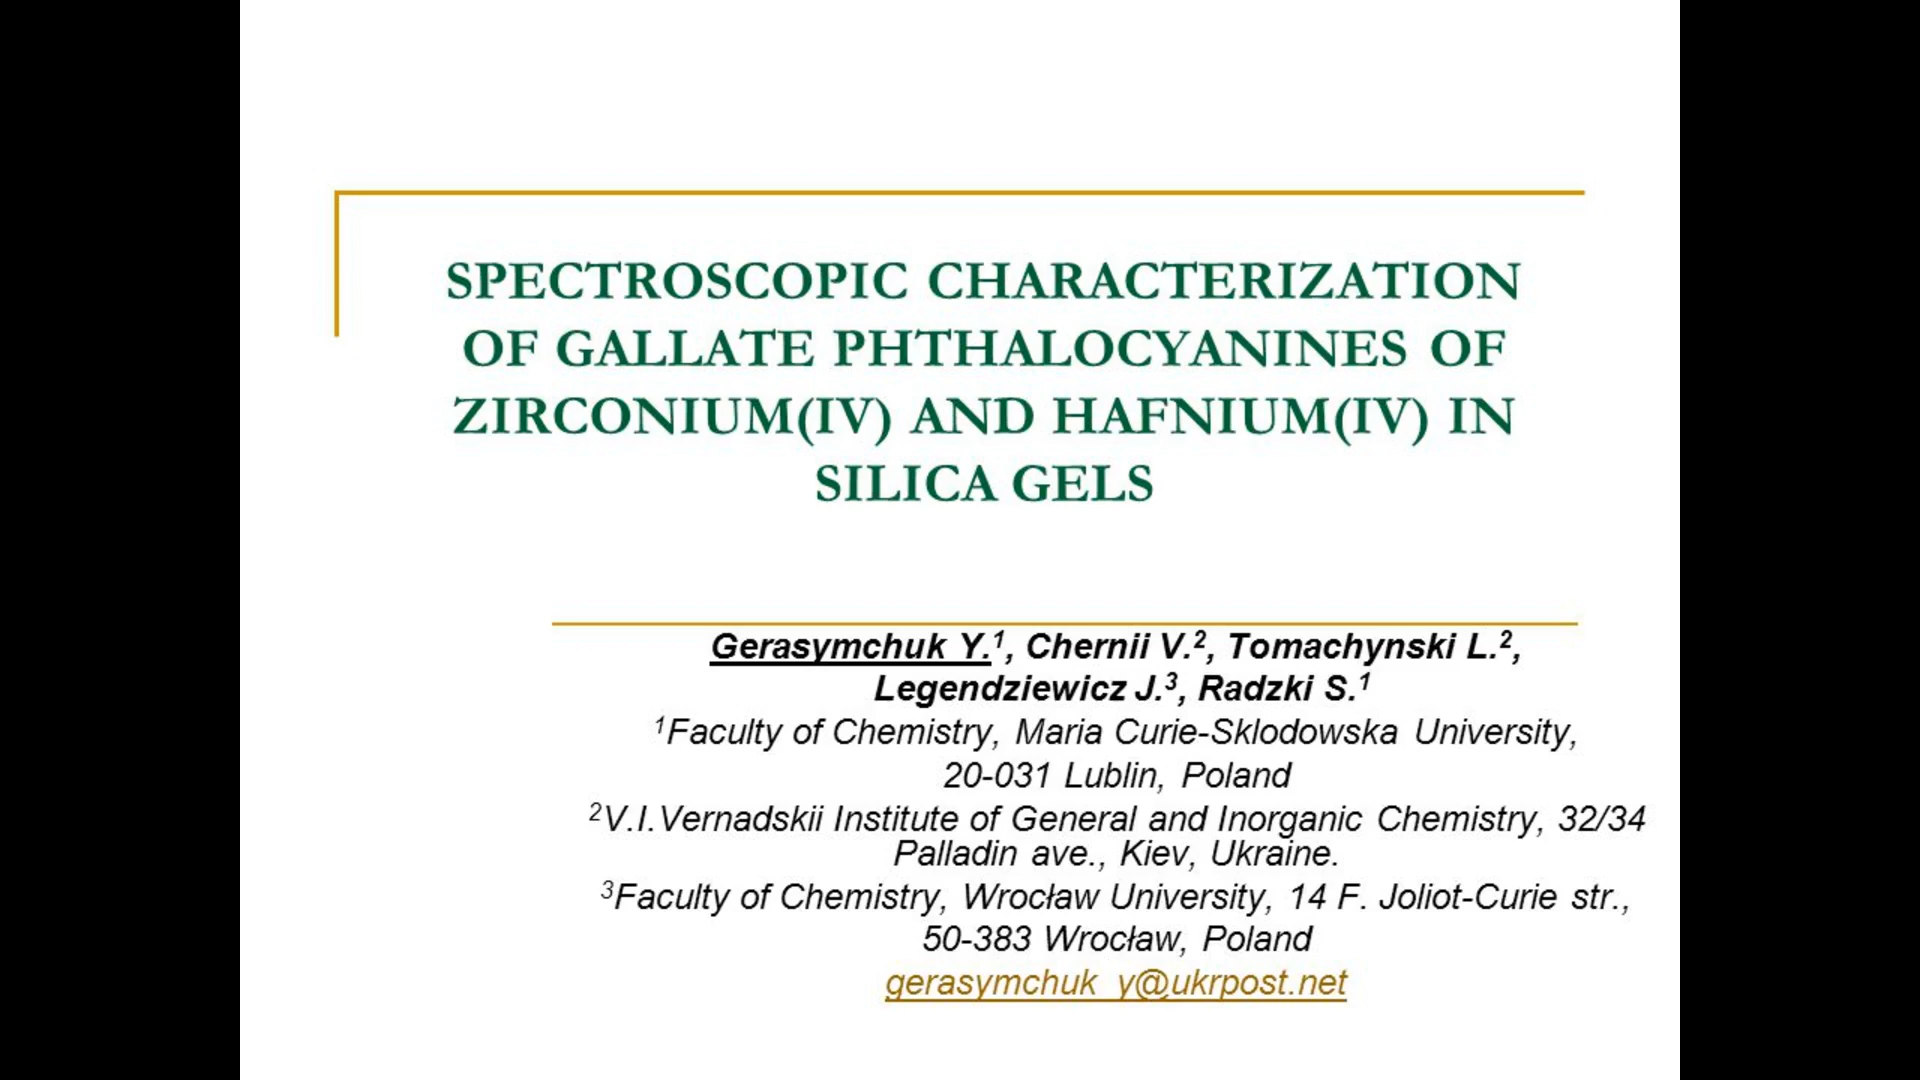 SPECTROSCOPIC CHARACTERIZATION
OF GALLATE PHTHALOCYANINES OF
ZIRCONIUM(IV) AND HAFNIUM(IV) IN
SILICA GELS
Gerasymchuk Y.¹, Chernii V.², Tomachynski L.²,
Legendziewicz J.³, Radzki S.¹
¹Faculty of Chemistry, Maria Curie-Sklodowska University,
20-031 Lublin, Poland
²V.I.Vernadskii Institute of General and Inorganic Chemistry, 32/34
Palladin ave., Kiev, Ukraine.
³Faculty of Chemistry, Wrocław University, 14 F. Joliot-Curie str.,
50-383 Wrocław, Poland
gerasymchuk_y@ukrpost.net